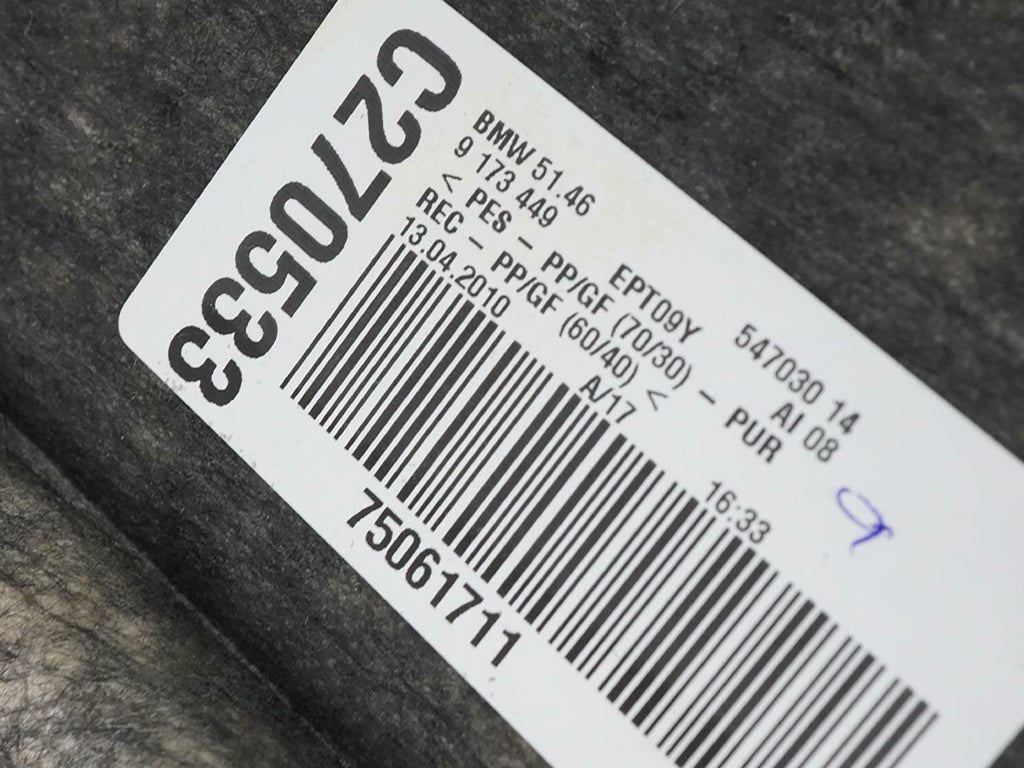 C270533
BMW 51.46 EPT09Y 547030 14
9 173 449 AI 08
< PES - PP/GF (70/30) - PUR
REC - PP/GF (60/40) <
13.04.2010 A/17 16:33
75061711